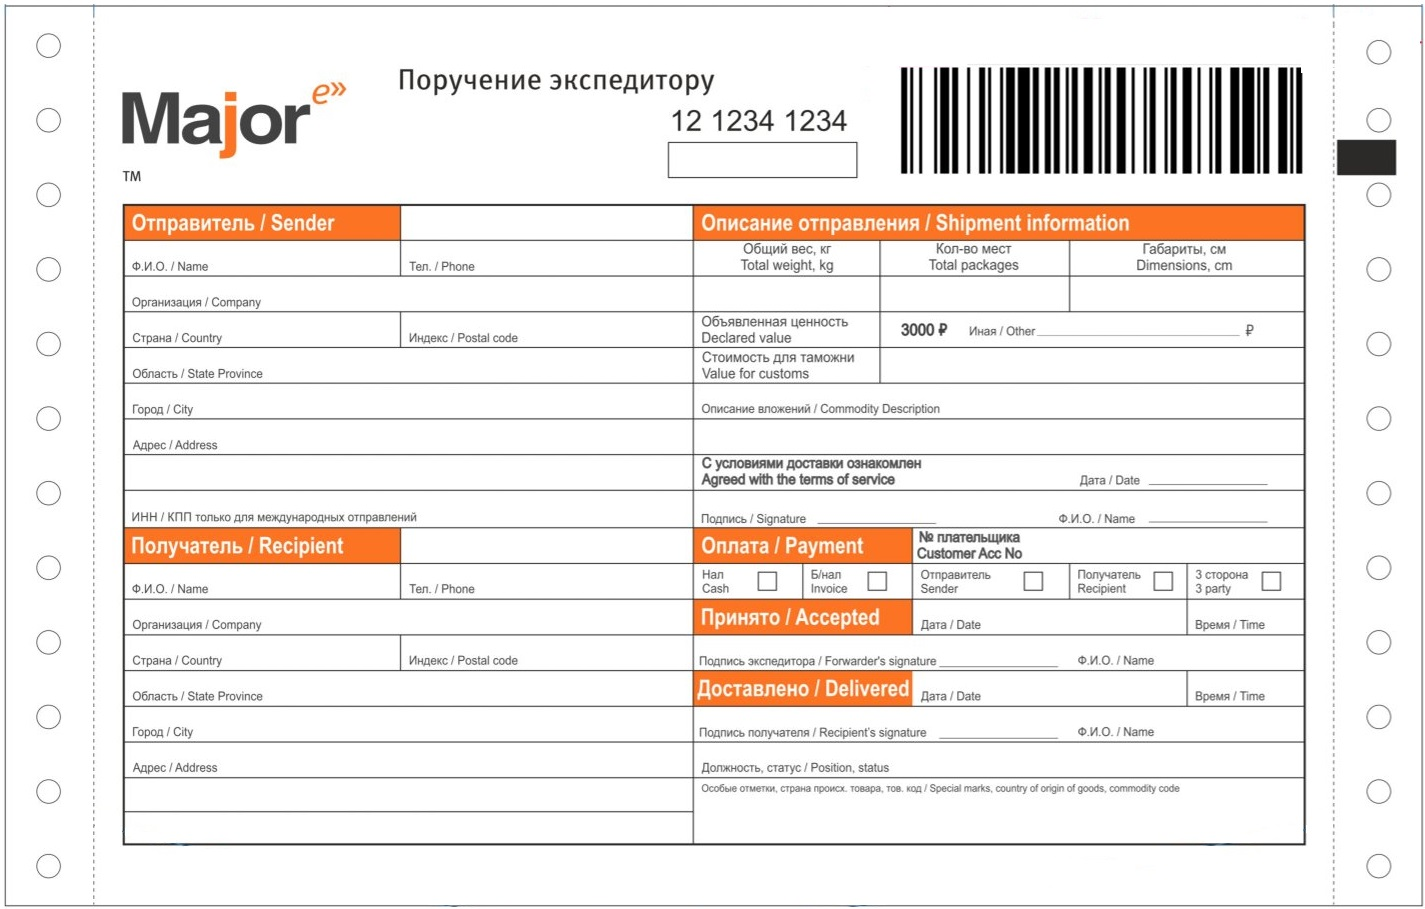 Поручение экспедитору
Major e»
TM
12 1234 1234
Отправитель / Sender
Ф.И.О. / Name
Тел. / Phone
Организация / Company
Страна / Country
Индекс / Postal code
Область / State Province
Город / City
Адрес / Address
ИНН / КПП только для международных отправлений
Получатель / Recipient
Ф.И.О. / Name
Тел. / Phone
Организация / Company
Страна / Country
Индекс / Postal code
Область / State Province
Город / City
Адрес / Address
Описание отправления / Shipment information
Общий вес, кг
Total weight, kg
Кол-во мест
Total packages
Габариты, см
Dimensions, cm
Объявленная ценность
Declared value
3000 ₽ Иная / Other ₽
Стоимость для таможни
Value for customs
Описание вложений / Commodity Description
С условиями доставки ознакомлен
Agreed with the terms of service
Дата / Date
Подпись / Signature
Ф.И.О. / Name
Оплата / Payment
№ плательщика
Customer Acc No
Нал
Cash
Б/нал
Invoice
Отправитель
Sender
Получатель
Recipient
3 сторона
3 party
Принято / Accepted
Дата / Date
Время / Time
Подпись экспедитора / Forwarder's signature
Ф.И.О. / Name
Доставлено / Delivered
Дата / Date
Время / Time
Подпись получателя / Recipient's signature
Ф.И.О. / Name
Должность, статус / Position, status
Особые отметки, страна происх. товара, тов. код / Special marks, country of origin of goods, commodity code